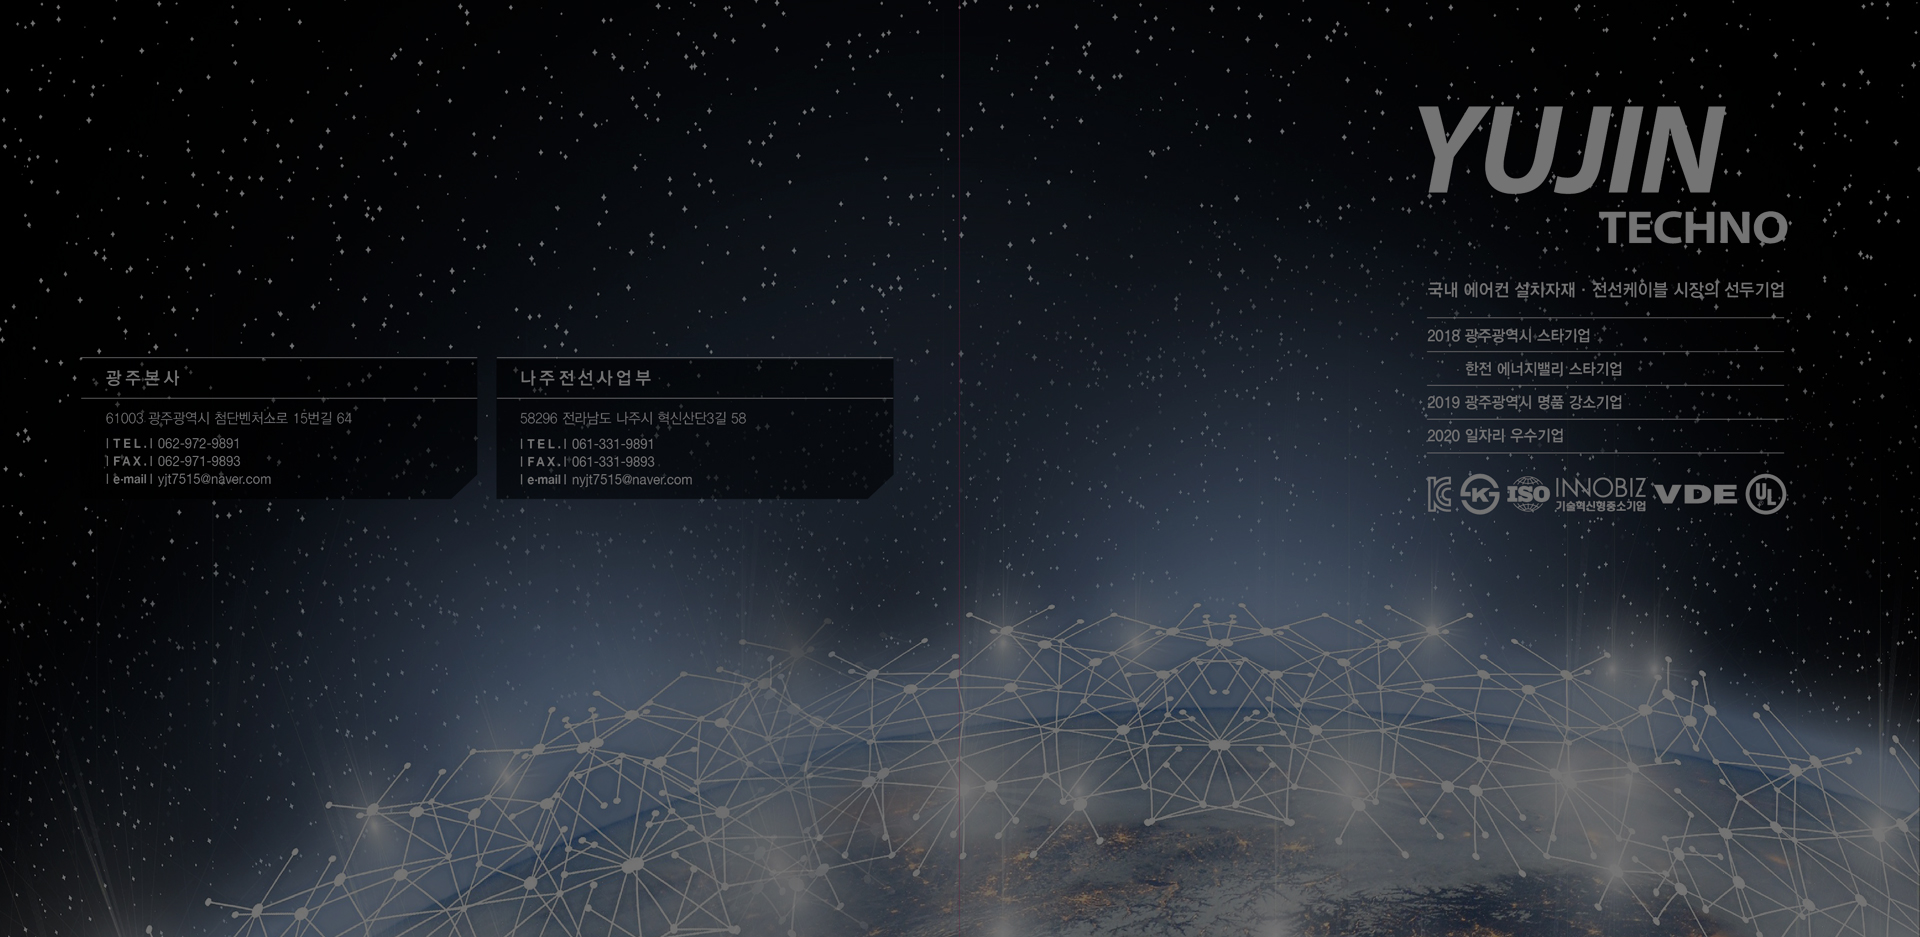 YUJIN
TECHNO
국내 에어컨 설치자재 · 전선케이블 시장의 선두기업
2018 광주광역시 스타기업
한전 에너지밸리 스타기업
2019 광주광역시 명품 강소기업
2020 일자리 우수기업
KC K ISO INNOBIZ VDE UL
기술혁신형중소기업
광주본사
61003 광주광역시 첨단벤처소로 15번길 64
| TEL. | 062-972-9891
| FAX. | 062-971-9893
| e-mail | yjt7515@naver.com
나주전선사업부
58296 전라남도 나주시 혁신산단3길 58
| TEL. | 061-331-9891
| FAX. | 061-331-9893
| e-mail | nyjt7515@naver.com